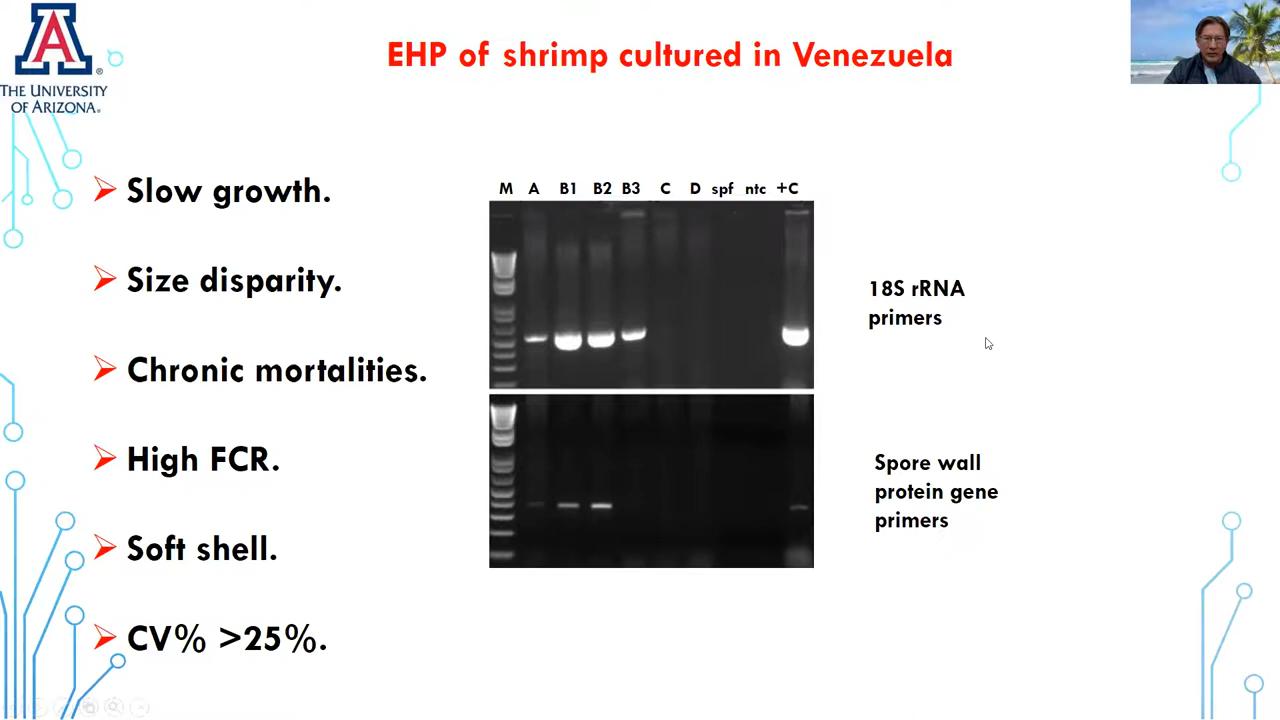 THE UNIVERSITY
OF ARIZONA®
EHP of shrimp cultured in Venezuela
Slow growth.
Size disparity.
Chronic mortalities.
High FCR.
Soft shell.
CV% >25%.
M A B1 B2 B3 C D spf ntc +C
18S rRNA
primers
Spore wall
protein gene
primers